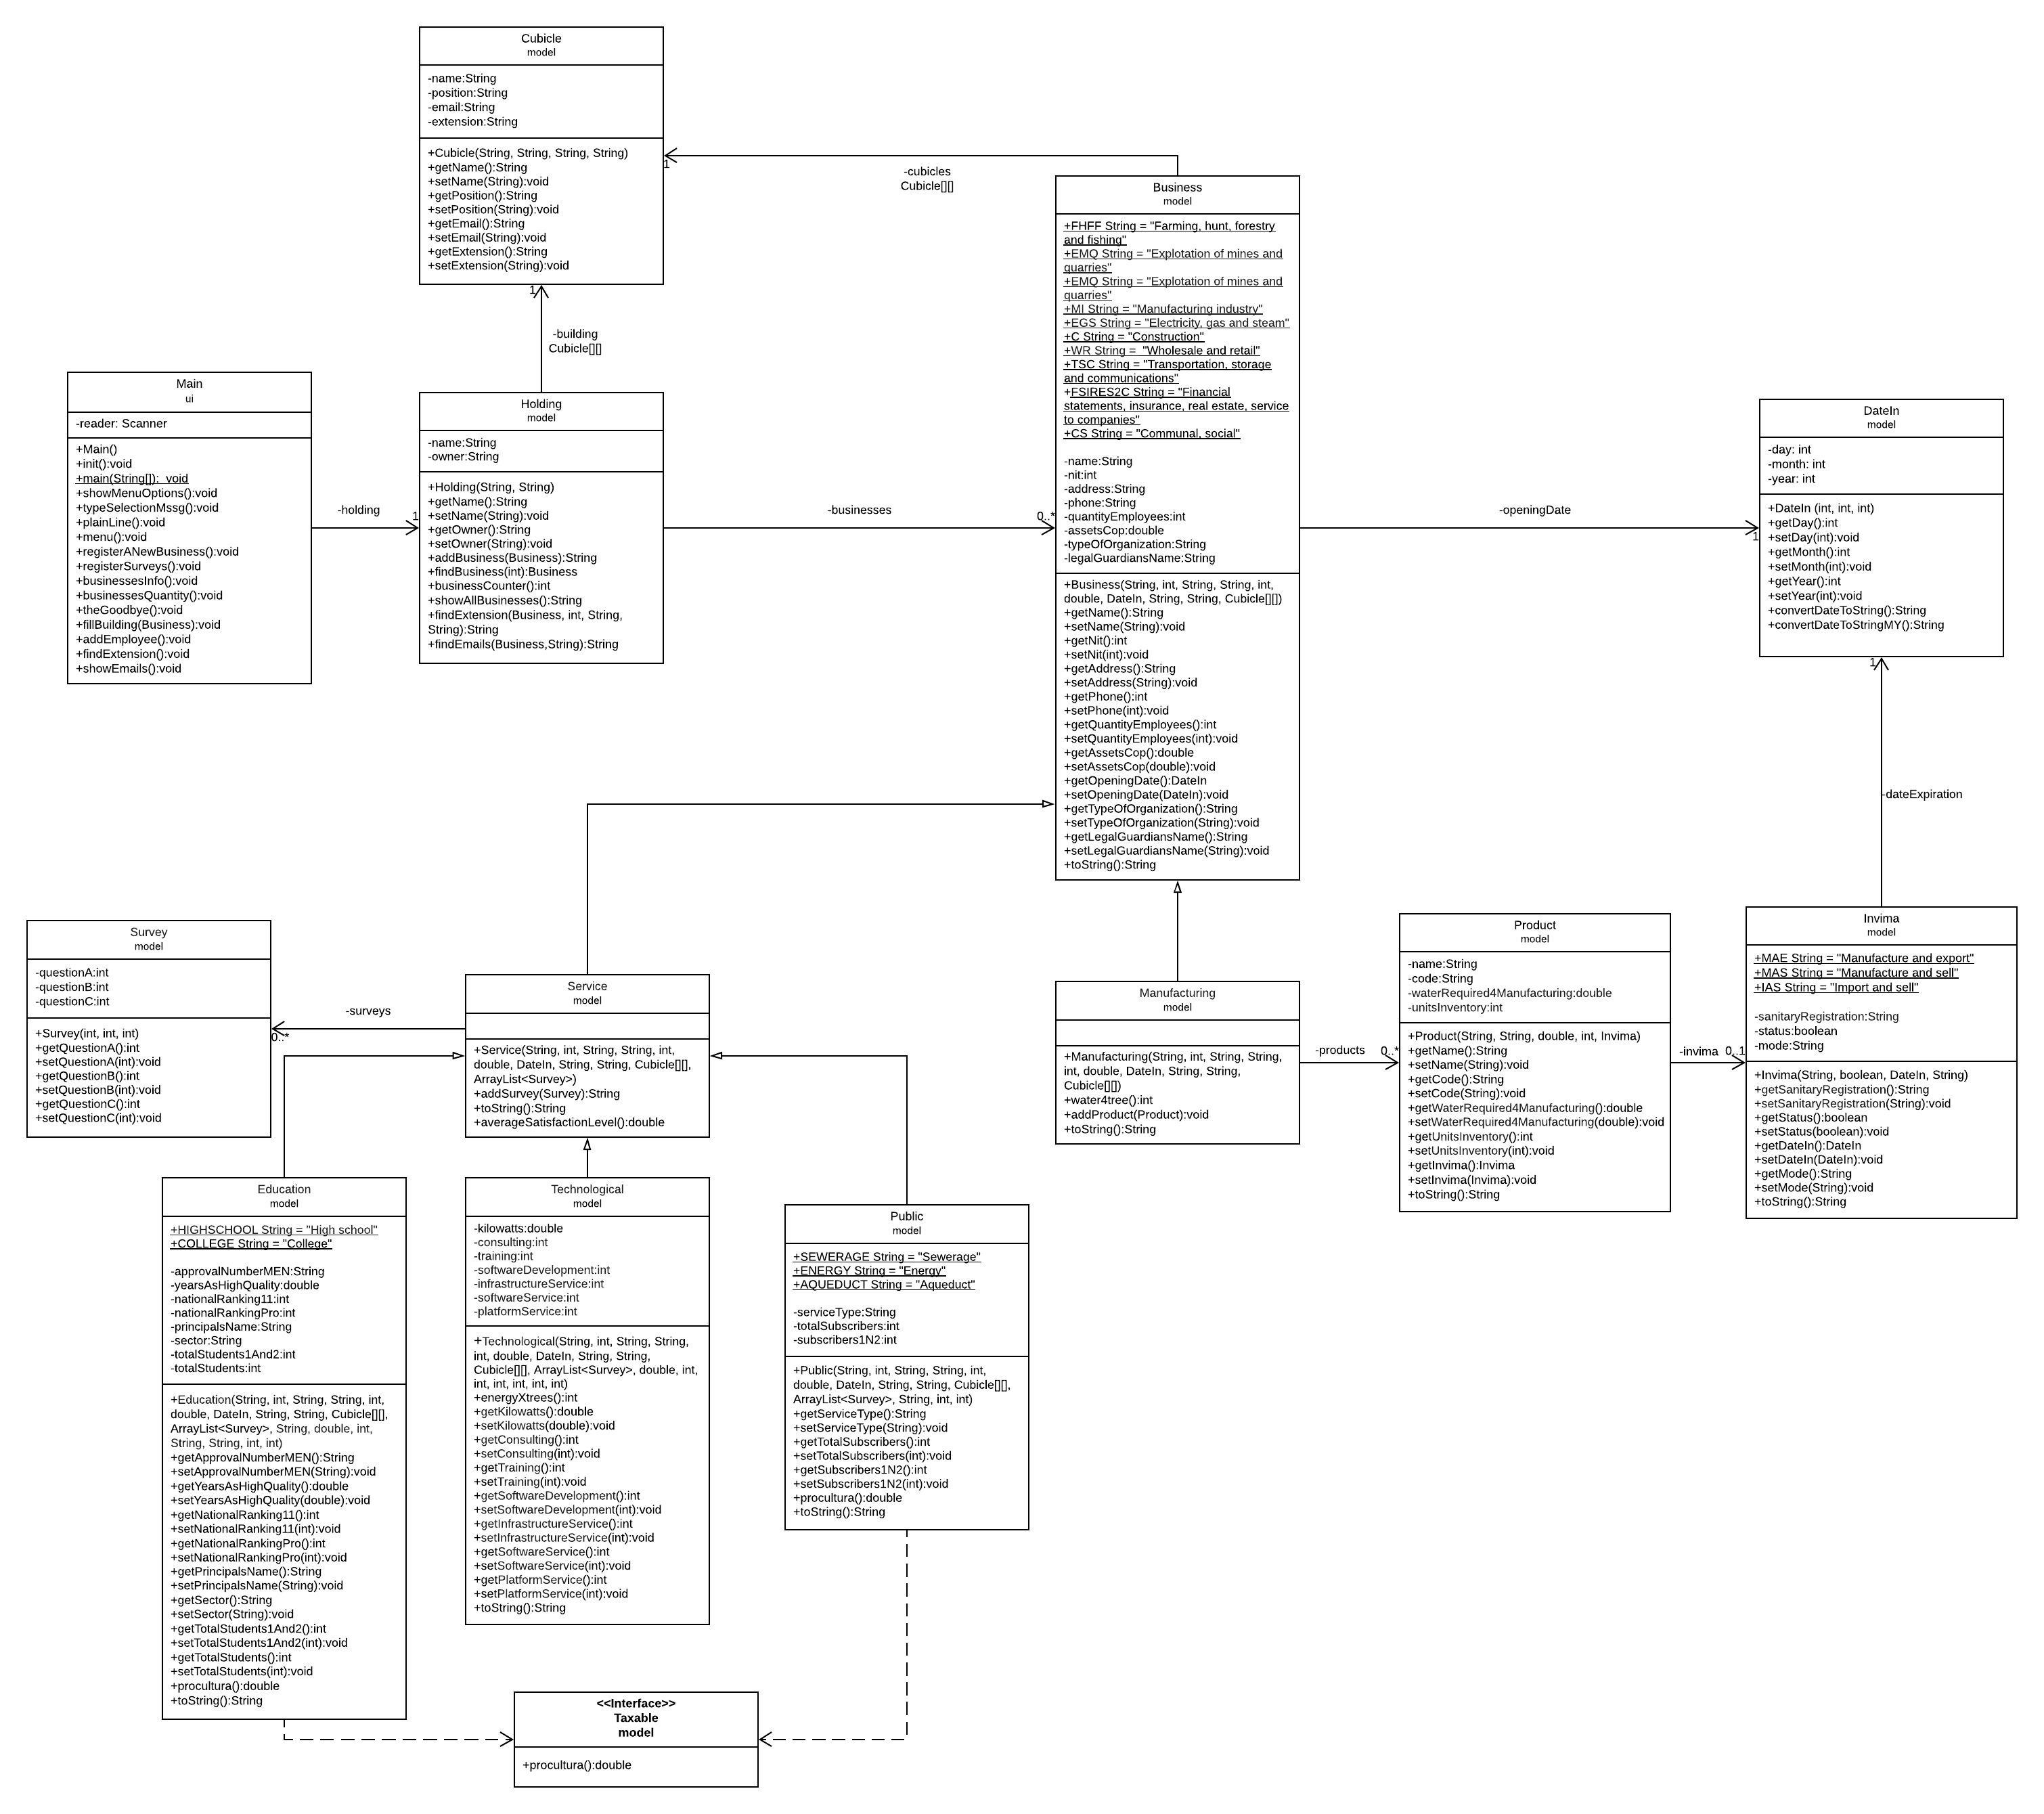 Cubicle
model
-name:String
-position:String
-email:String
-extension:String
+Cubicle(String, String, String, String)
+getName():String
+setName(String):void
+getPosition():String
+setPosition(String):void
+getEmail():String
+setEmail(String):void
+getExtension():String
+setExtension(String):void
1
-cubicles
Cubicle[][]
1
-building
Cubicle[][]
Main
ui
-reader: Scanner
+Main()
+init():void
+main(String[]):  void
+showMenuOptions():void
+typeSelectionMssg():void
+plainLine():void
+menu():void
+registerANewBusiness():void
+registerSurveys():void
+businessesInfo():void
+businessesQuantity():void
+theGoodbye():void
+fillBuilding(Business):void
+addEmployee():void
+findExtension():void
+showEmails():void
-holding
1
Holding
model
-name:String
-owner:String
+Holding(String, String)
+getName():String
+setName(String):void
+getOwner():String
+setOwner(String):void
+addBusiness(Business):String
+findBusiness(int):Business
+businessCounter():int
+showAllBusinesses():String
+findExtension(Business, int, String,
String):String
+findEmails(Business,String):String
-businesses
0..*
Business
model
+FHFF String = "Farming, hunt, forestry
and fishing"
+EMQ String = "Explotation of mines and
quarries"
+EMQ String = "Explotation of mines and
quarries"
+MI String = "Manufacturing industry"
+EGS String = "Electricity, gas and steam"
+C String = "Construction"
+WR String =  "Wholesale and retail"
+TSC String = "Transportation, storage
and communications"
+FSIRES2C String = "Financial
statements, insurance, real estate, service
to companies"
+CS String = "Communal, social"
-name:String
-nit:int
-address:String
-phone:String
-quantityEmployees:int
-assetsCop:double
-typeOfOrganization:String
-legalGuardiansName:String
+Business(String, int, String, String, int,
double, DateIn, String, String, Cubicle[][])
+getName():String
+setName(String):void
+getNit():int
+setNit(int):void
+getAddress():String
+setAddress(String):void
+getPhone():int
+setPhone(int):void
+getQuantityEmployees():int
+setQuantityEmployees(int):void
+getAssetsCop():double
+setAssetsCop(double):void
+getOpeningDate():DateIn
+setOpeningDate(DateIn):void
+getTypeOfOrganization():String
+setTypeOfOrganization(String):void
+getLegalGuardiansName():String
+setLegalGuardiansName(String):void
+toString():String
-openingDate
1
DateIn
model
-day: int
-month: int
-year: int
+DateIn (int, int, int)
+getDay():int
+setDay(int):void
+getMonth():int
+setMonth(int):void
+getYear():int
+setYear(int):void
+convertDateToString():String
+convertDateToStringMY():String
1
-dateExpiration
Survey
model
-questionA:int
-questionB:int
-questionC:int
+Survey(int, int, int)
+getQuestionA():int
+setQuestionA(int):void
+getQuestionB():int
+setQuestionB(int):void
+getQuestionC():int
+setQuestionC(int):void
-surveys
0..*
Service
model
+Service(String, int, String, String, int,
double, DateIn, String, String, Cubicle[][],
ArrayList<Survey>)
+addSurvey(Survey):String
+toString():String
+averageSatisfactionLevel():double
Manufacturing
model
+Manufacturing(String, int, String, String,
int, double, DateIn, String, String,
Cubicle[][])
+water4tree():int
+addProduct(Product):void
+toString():String
-products
0..*
Product
model
-name:String
-code:String
-waterRequired4Manufacturing:double
-unitsInventory:int
+Product(String, String, double, int, Invima)
+getName():String
+setName(String):void
+getCode():String
+setCode(String):void
+getWaterRequired4Manufacturing():double
+setWaterRequired4Manufacturing(double):void
+getUnitsInventory():int
+setUnitsInventory(int):void
+getInvima():Invima
+setInvima(Invima):void
+toString():String
-invima
0..1
Invima
model
+MAE String = "Manufacture and export"
+MAS String = "Manufacture and sell"
+IAS String = "Import and sell"
-sanitaryRegistration:String
-status:boolean
-mode:String
+Invima(String, boolean, DateIn, String)
+getSanitaryRegistration():String
+setSanitaryRegistration(String):void
+getStatus():boolean
+setStatus(boolean):void
+getDateIn():DateIn
+setDateIn(DateIn):void
+getMode():String
+setMode(String):void
+toString():String
Education
model
+HIGHSCHOOL String = "High school"
+COLLEGE String = "College"
-approvalNumberMEN:String
-yearsAsHighQuality:double
-nationalRanking11:int
-nationalRankingPro:int
-principalsName:String
-sector:String
-totalStudents1And2:int
-totalStudents:int
+Education(String, int, String, String, int,
double, DateIn, String, String, Cubicle[][],
ArrayList<Survey>, String, double, int,
String, String, int, int)
+getApprovalNumberMEN():String
+setApprovalNumberMEN(String):void
+getYearsAsHighQuality():double
+setYearsAsHighQuality(double):void
+getNationalRanking11():int
+setNationalRanking11(int):void
+getNationalRankingPro():int
+setNationalRankingPro(int):void
+getPrincipalsName():String
+setPrincipalsName(String):void
+getSector():String
+setSector(String):void
+getTotalStudents1And2():int
+setTotalStudents1And2(int):void
+getTotalStudents():int
+setTotalStudents(int):void
+procultura():double
+toString():String
Technological
model
-kilowatts:double
-consulting:int
-training:int
-softwareDevelopment:int
-infrastructureService:int
-softwareService:int
-platformService:int
+Technological(String, int, String, String,
int, double, DateIn, String, String,
Cubicle[][], ArrayList<Survey>, double, int,
int, int, int, int, int)
+energyXtrees():int
+getKilowatts():double
+setKilowatts(double):void
+getConsulting():int
+setConsulting(int):void
+getTraining():int
+setTraining(int):void
+getSoftwareDevelopment():int
+setSoftwareDevelopment(int):void
+getInfrastructureService():int
+setInfrastructureService(int):void
+getSoftwareService():int
+setSoftwareService(int):void
+getPlatformService():int
+setPlatformService(int):void
+toString():String
Public
model
+SEWERAGE String = "Sewerage"
+ENERGY String = "Energy"
+AQUEDUCT String = "Aqueduct"
-serviceType:String
-totalSubscribers:int
-subscribers1N2:int
+Public(String, int, String, String, int,
double, DateIn, String, String, Cubicle[][],
ArrayList<Survey>, String, int, int)
+getServiceType():String
+setServiceType(String):void
+getTotalSubscribers():int
+setTotalSubscribers(int):void
+getSubscribers1N2():int
+setSubscribers1N2(int):void
+procultura():double
+toString():String
<<Interface>>
Taxable
model
+procultura():double